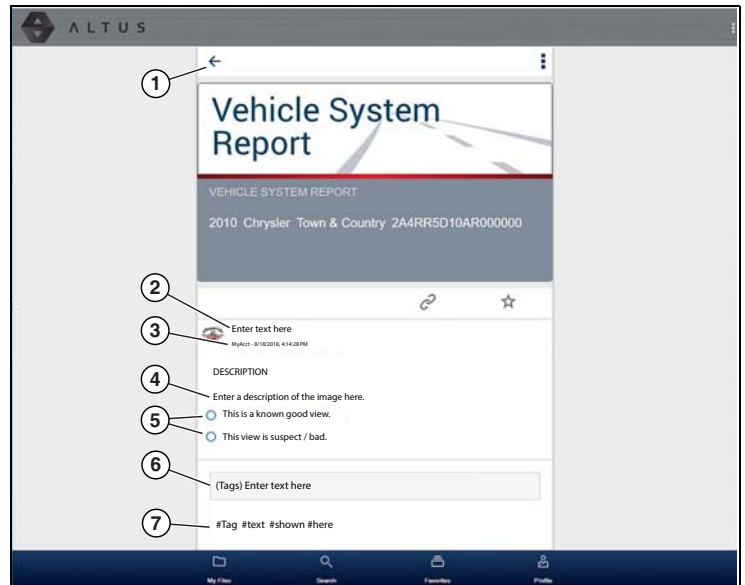 ALTUS
1
Vehicle System
Report
VEHICLE SYSTEM REPORT
2010 Chrysler Town & Country 2A4RR5D10AR000000
2
Enter text here
3
MyAcct - 8/18/2018, 4:14:28 PM
DESCRIPTION
4
Enter a description of the image here.
5
This is a known good view.
This view is suspect / bad.
6
(Tags) Enter text here
7
#Tag #text #shown #here
My Files Search Favorites Profile